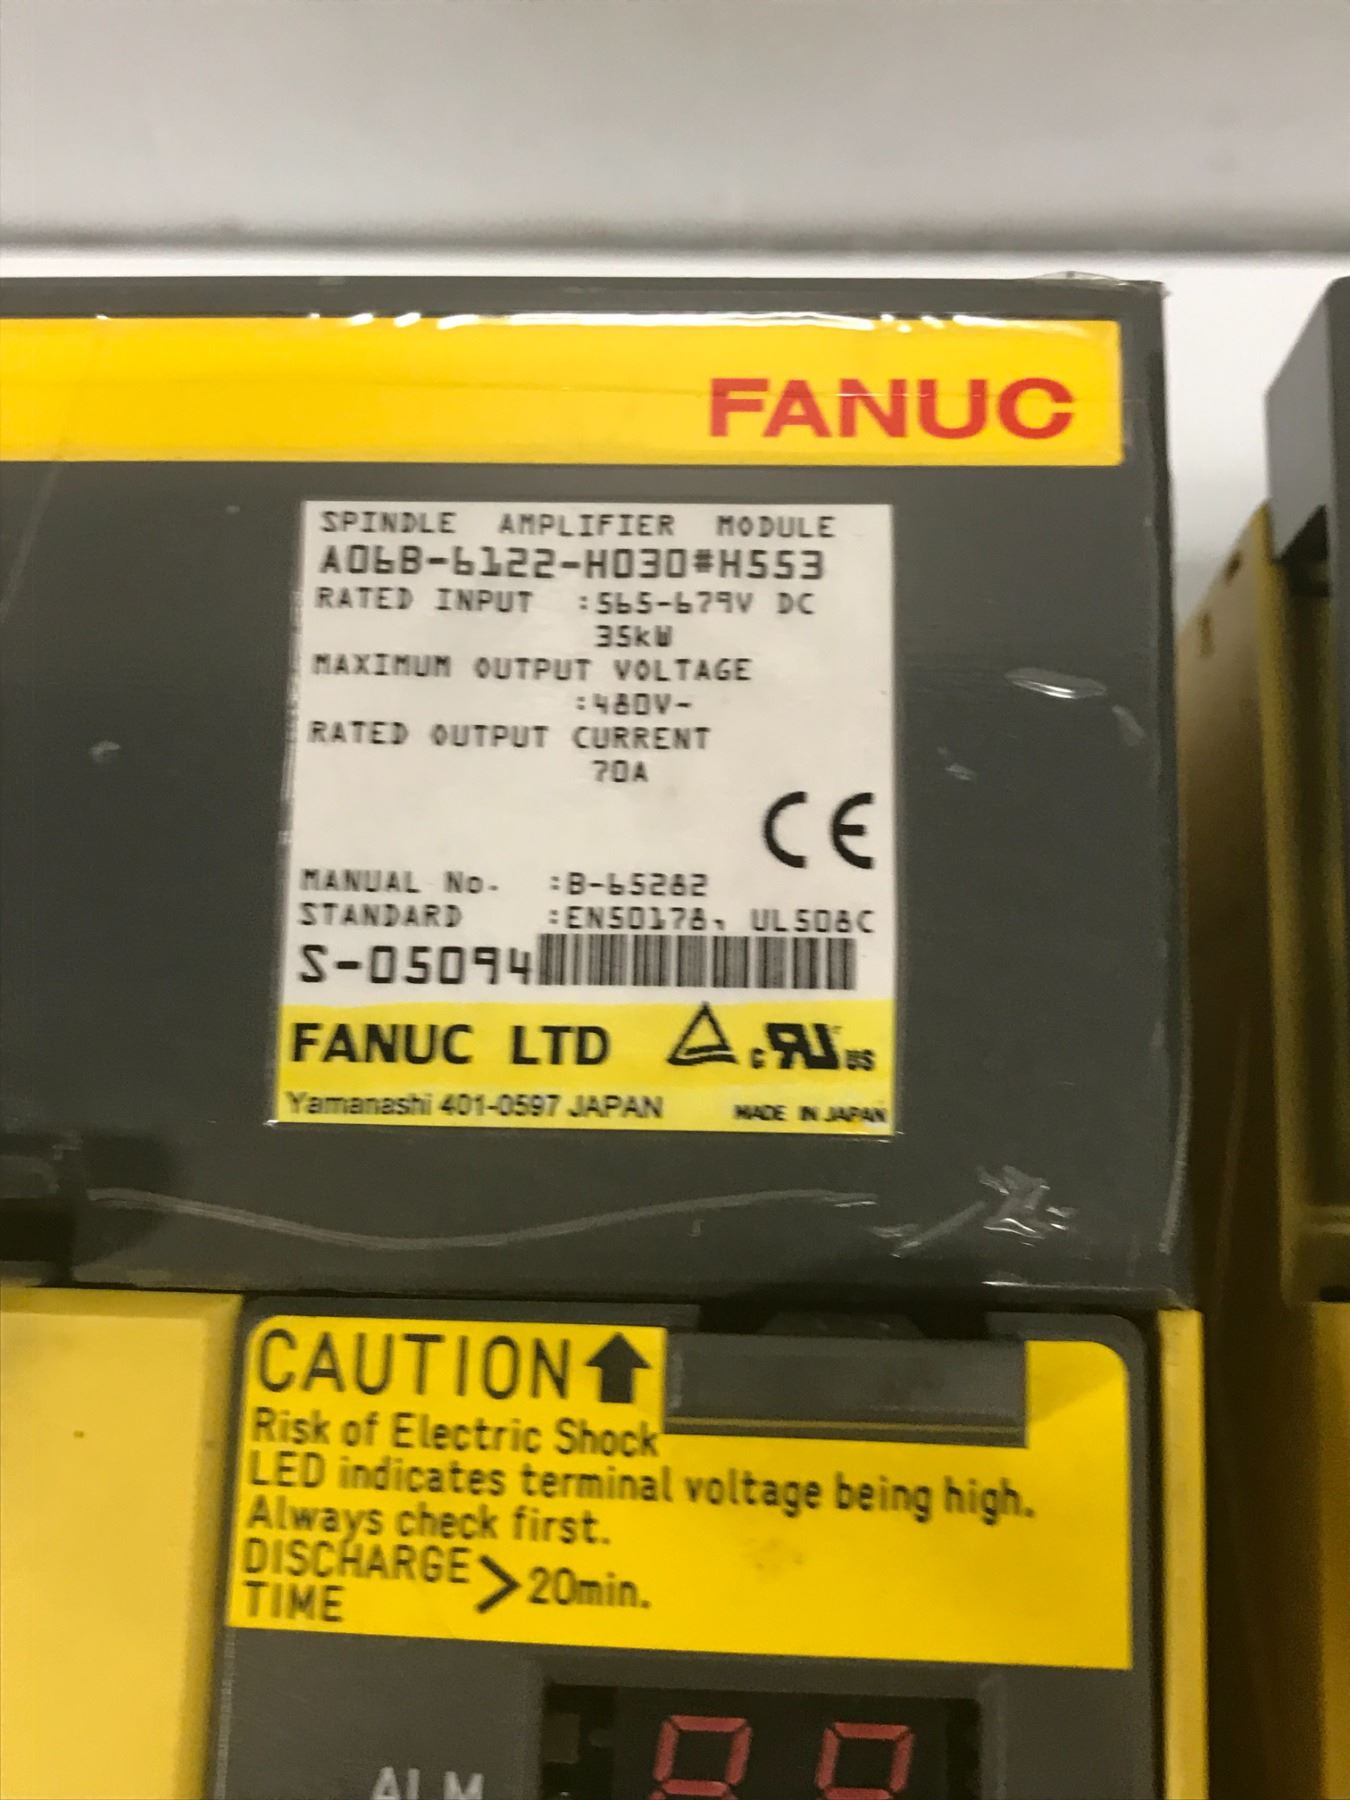 FANUC
SPINDLE AMPLIFIER MODULE
A06B-6122-H030#H553
RATED INPUT :565-679V DC
35kW
MAXIMUM OUTPUT VOLTAGE
:480V~
RATED OUTPUT CURRENT
70A
CE
MANUAL No. :B-65282
STANDARD :EN50178, UL508C
S-05094
FANUC LTD c RU US
Yamanashi 401-0597 JAPAN MADE IN JAPAN
CAUTION
Risk of Electric Shock
LED indicates terminal voltage being high.
Always check first.
DISCHARGE
TIME > 20min.
ALM